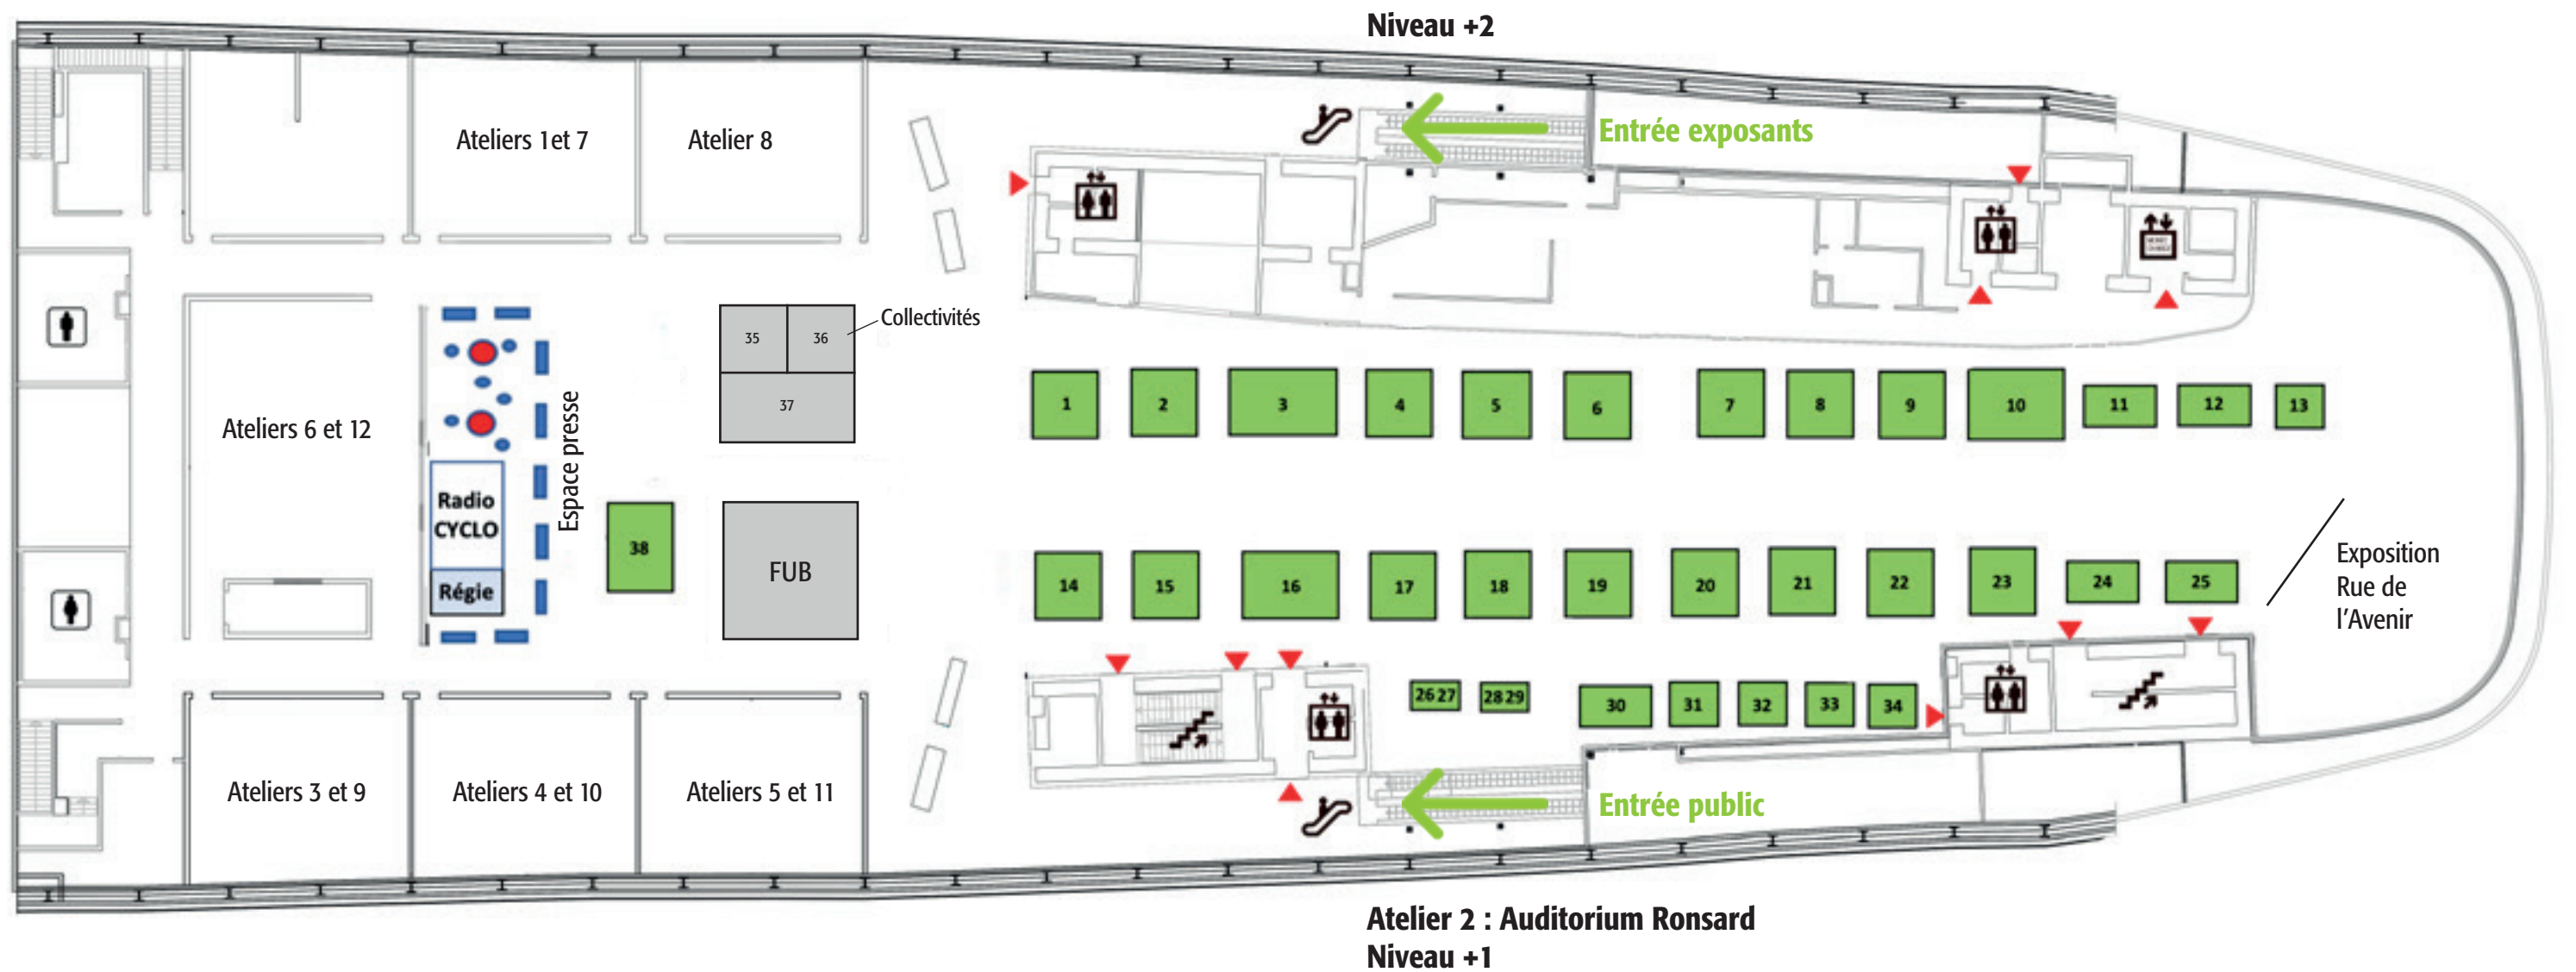 Niveau +2
Entrée exposants
Ateliers 1et 7
Atelier 8
Collectivités
35
36
37
Ateliers 6 et 12
Espace presse
Radio
CYCLO
Régie
38
FUB
1
2
3
4
5
6
7
8
9
10
11
12
13
14
15
16
17
18
19
20
21
22
23
24
25
Exposition
Rue de
l'Avenir
26 27
28 29
30
31
32
33
34
Ateliers 3 et 9
Ateliers 4 et 10
Ateliers 5 et 11
Entrée public
Atelier 2 : Auditorium Ronsard
Niveau +1